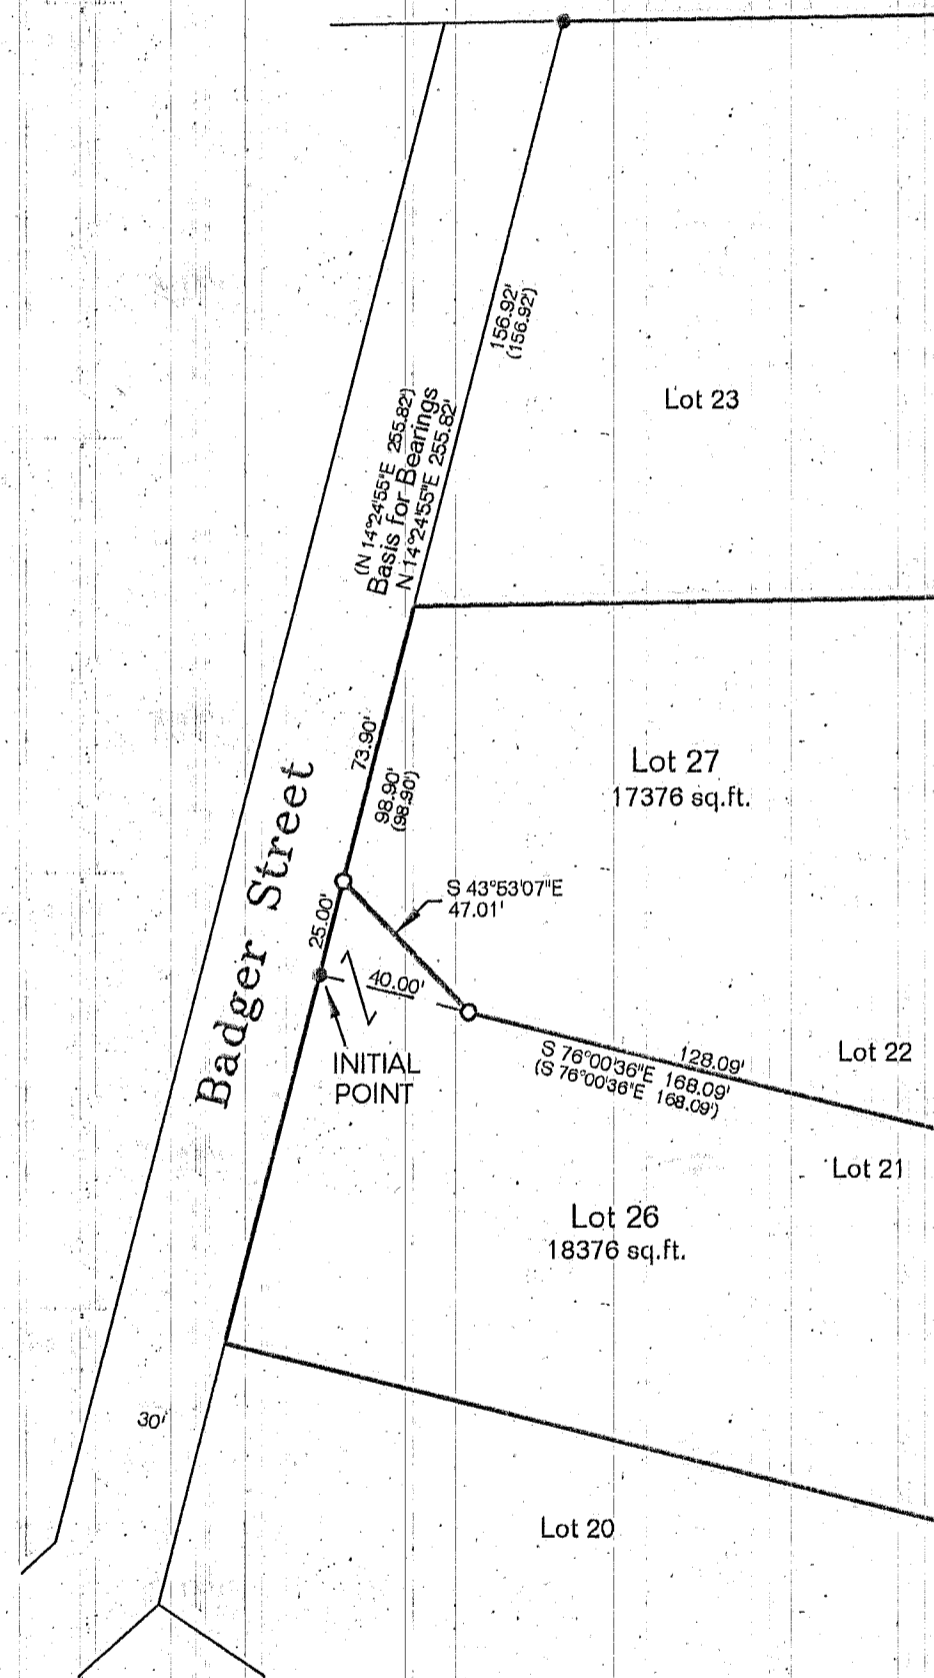 156.92'
(156.92')
Lot 23
(N 14°24'55"E 255.82')
Basis for Bearings
N 14°24'55"E 255.82'
73.90'
98.90'
(98.90')
Lot 27
17376 sq.ft.
Badger Street
S 43°53'07"E
47.01'
25.00'
40.00'
INITIAL
POINT
128.09'
S 76°00'36"E 168.09'
(S 76°00'36"E 168.09')
Lot 22
Lot 21
Lot 26
18376 sq.ft.
30'
Lot 20